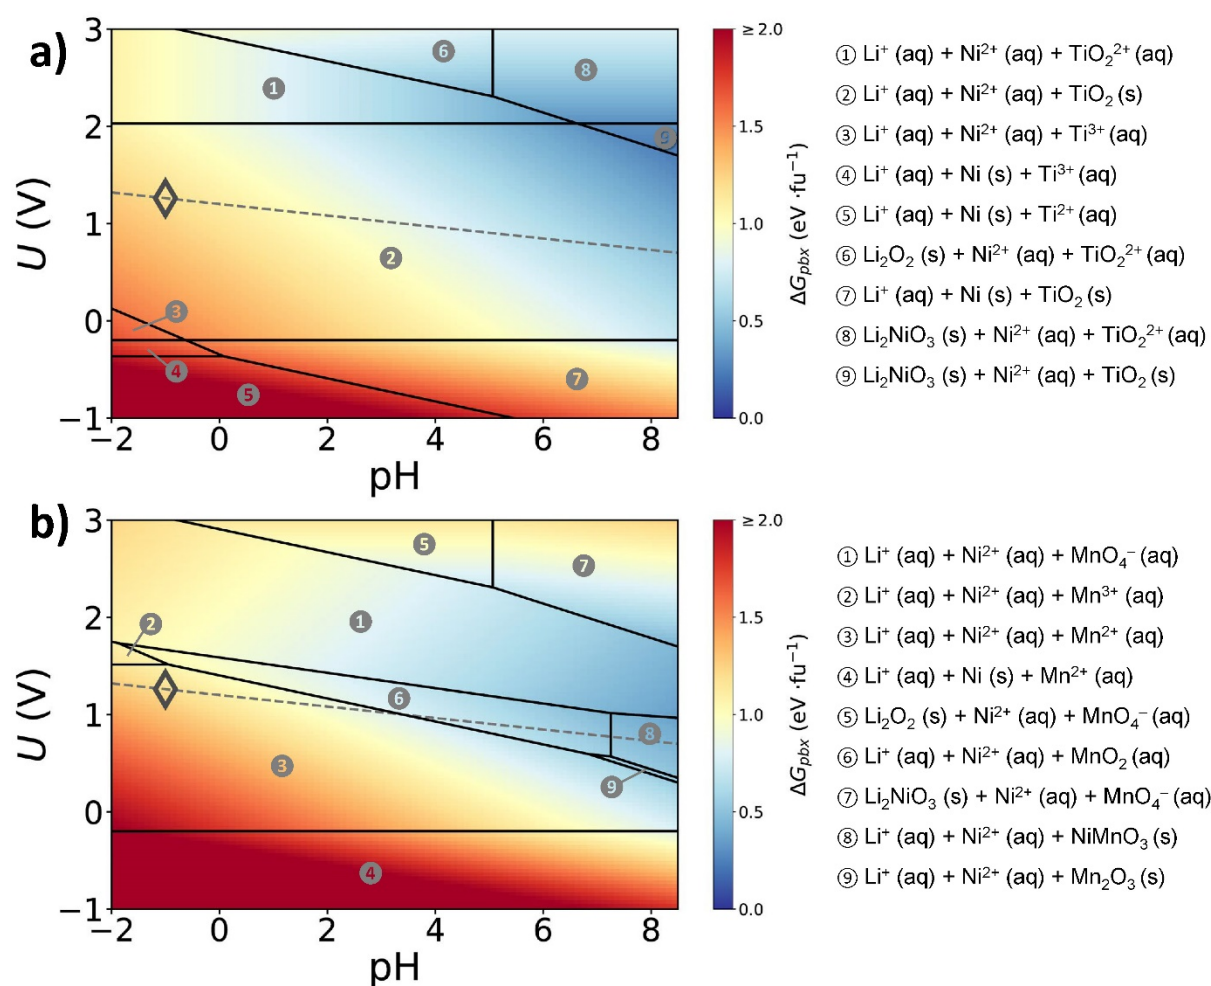 a)
3
2
1
0
−1
U (V)
−2
0
2
4
6
8
pH
1
2
3
4
5
6
7
8
9
≥ 2.0
1.5
1.0
0.5
0.0
ΔG_pbx (eV ·fu⁻¹)
① Li⁺ (aq) + Ni²⁺ (aq) + TiO₂²⁺ (aq)
② Li⁺ (aq) + Ni²⁺ (aq) + TiO₂ (s)
③ Li⁺ (aq) + Ni²⁺ (aq) + Ti³⁺ (aq)
④ Li⁺ (aq) + Ni (s) + Ti³⁺ (aq)
⑤ Li⁺ (aq) + Ni (s) + Ti²⁺ (aq)
⑥ Li₂O₂ (s) + Ni²⁺ (aq) + TiO₂²⁺ (aq)
⑦ Li⁺ (aq) + Ni (s) + TiO₂ (s)
⑧ Li₂NiO₃ (s) + Ni²⁺ (aq) + TiO₂²⁺ (aq)
⑨ Li₂NiO₃ (s) + Ni²⁺ (aq) + TiO₂ (s)
b)
3
2
1
0
−1
U (V)
−2
0
2
4
6
8
pH
1
2
3
4
5
6
7
8
9
≥ 2.0
1.5
1.0
0.5
0.0
ΔG_pbx (eV ·fu⁻¹)
① Li⁺ (aq) + Ni²⁺ (aq) + MnO₄⁻ (aq)
② Li⁺ (aq) + Ni²⁺ (aq) + Mn³⁺ (aq)
③ Li⁺ (aq) + Ni²⁺ (aq) + Mn²⁺ (aq)
④ Li⁺ (aq) + Ni (s) + Mn²⁺ (aq)
⑤ Li₂O₂ (s) + Ni²⁺ (aq) + MnO₄⁻ (aq)
⑥ Li⁺ (aq) + Ni²⁺ (aq) + MnO₂ (aq)
⑦ Li₂NiO₃ (s) + Ni²⁺ (aq) + MnO₄⁻ (aq)
⑧ Li⁺ (aq) + Ni²⁺ (aq) + NiMnO₃ (s)
⑨ Li⁺ (aq) + Ni²⁺ (aq) + Mn₂O₃ (s)